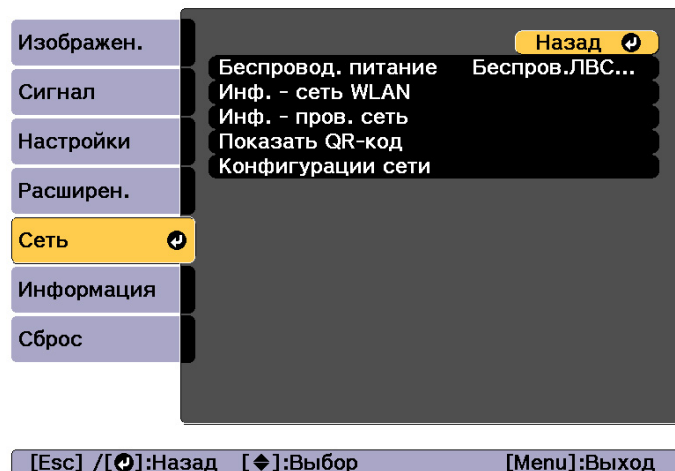 Изображен.
Сигнал
Настройки
Расширен.
Сеть
Информация
Сброс
Назад
Беспровод. питание Беспров.ЛВС...
Инф. - сеть WLAN
Инф. - пров. сеть
Показать QR-код
Конфигурации сети
[Esc] /[↵]:Назад [◆]:Выбор [Menu]:Выход